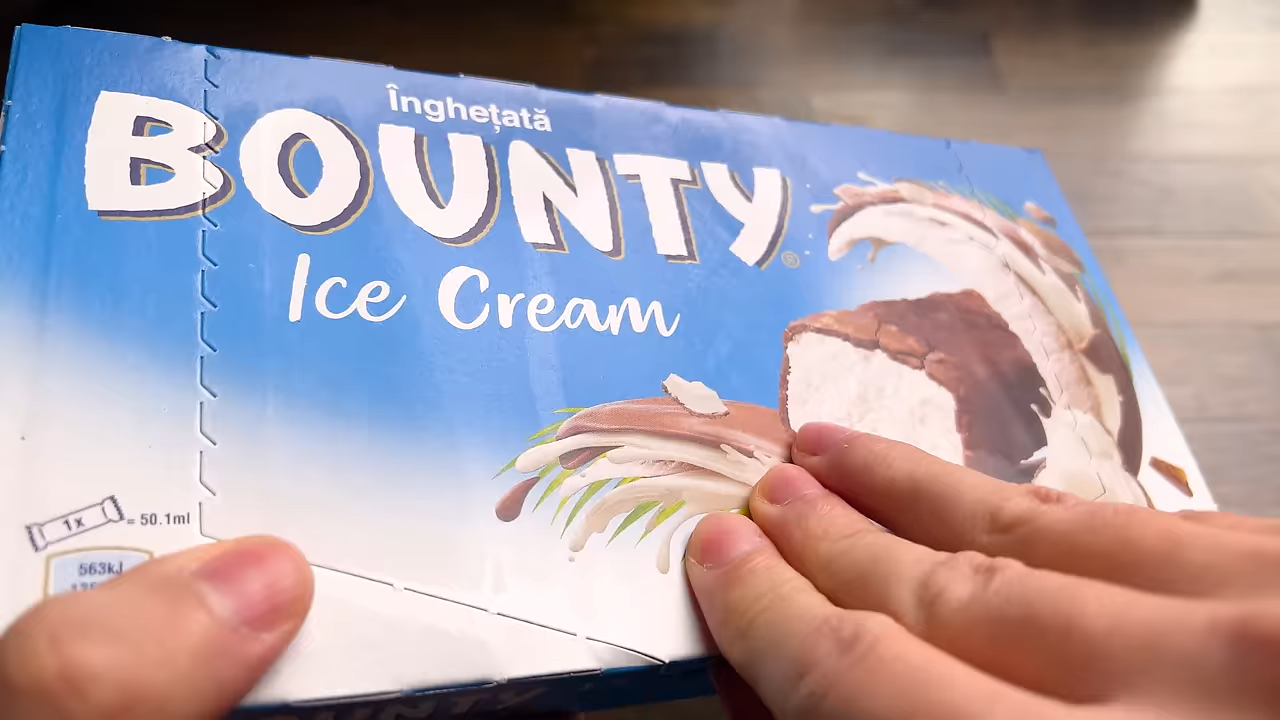 Înghețată
BOUNTY®
Ice Cream
1x = 50.1ml
563kJ